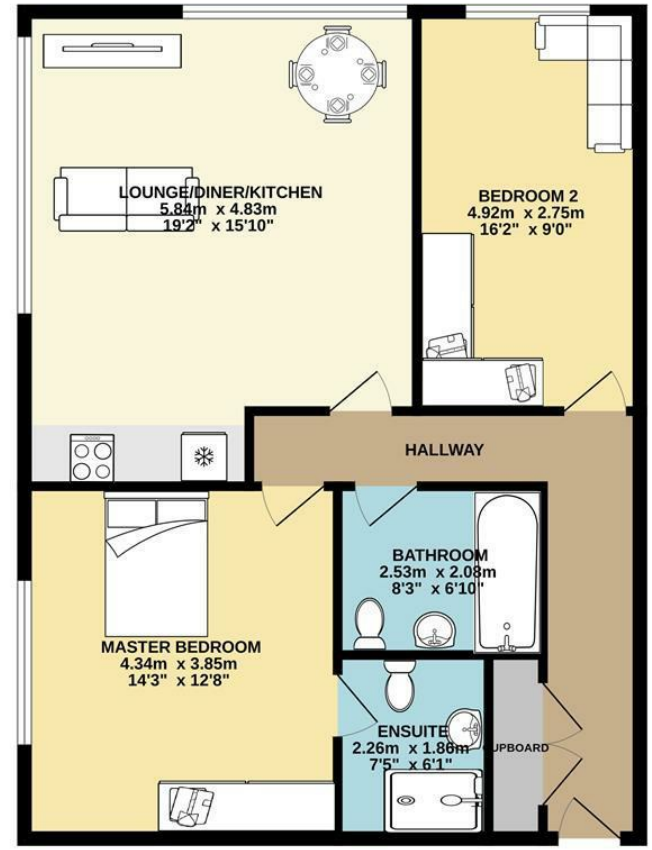 LOUNGE/DINER/KITCHEN
5.84m x 4.83m
19'2" x 15'10"
BEDROOM 2
4.92m x 2.75m
16'2" x 9'0"
HALLWAY
BATHROOM
2.53m x 2.08m
8'3" x 6'10"
MASTER BEDROOM
4.34m x 3.85m
14'3" x 12'8"
ENSUITE
2.26m x 1.86m
7'5" x 6'1"
CUPBOARD